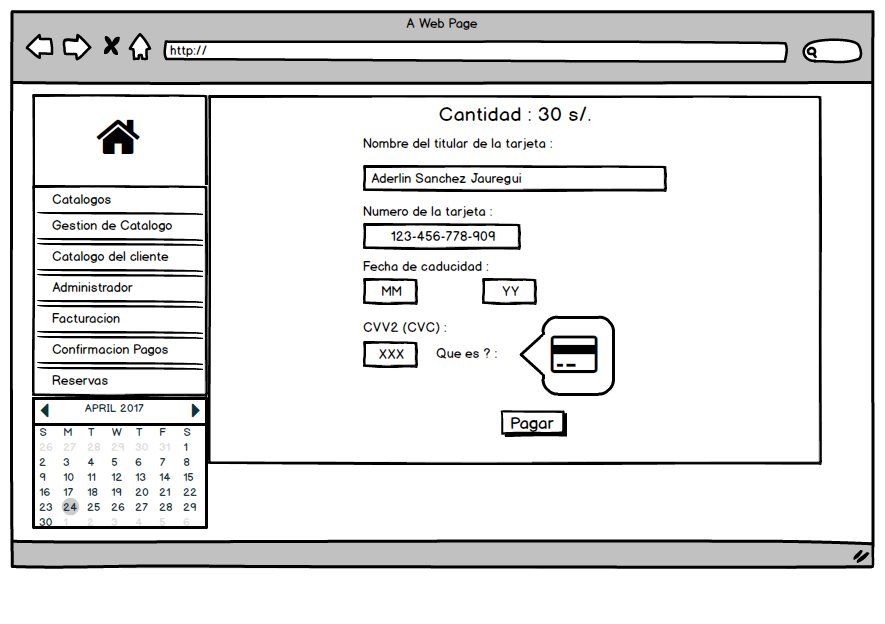 A Web Page
http://
Catalogos
Gestion de Catalogo
Catalogo del cliente
Administrador
Facturacion
Confirmacion Pagos
Reservas
APRIL 2017
S M T W T F S
26 27 28 29 30 31 1
2 3 4 5 6 7 8
9 10 11 12 13 14 15
16 17 18 19 20 21 22
23 24 25 26 27 28 29
30 1 2 3 4 5 6
Cantidad : 30 s/.
Nombre del titular de la tarjeta :
Aderlin Sanchez Jauregui
Numero de la tarjeta :
123-456-778-909
Fecha de caducidad :
MM YY
CVV2 (CVC) :
XXX Que es ? :
Pagar